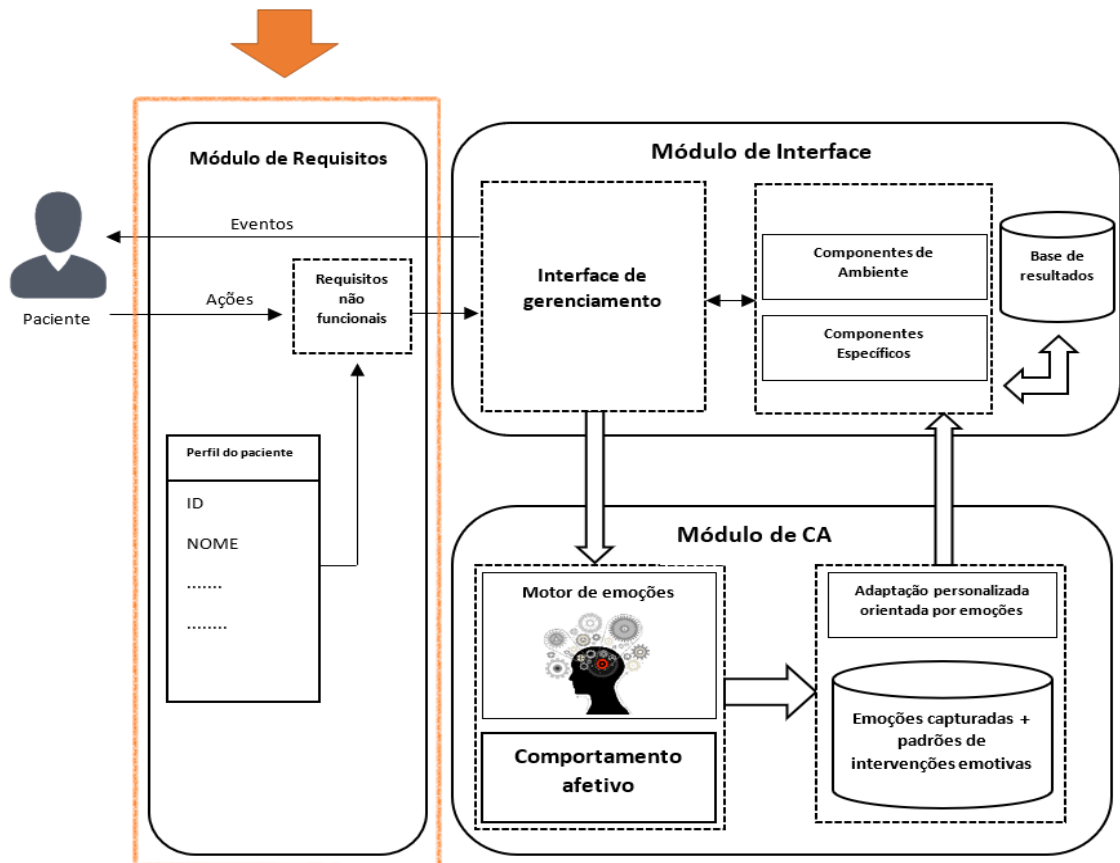 Módulo de Requisitos
Eventos
Ações
Paciente
Requisitos
não
funcionais
Perfil do paciente
ID
NOME
.......
........
Módulo de Interface
Interface de
gerenciamento
Componentes de
Ambiente
Componentes
Específicos
Base de
resultados
Módulo de CA
Motor de emoções
Comportamento
afetivo
Adaptação personalizada
orientada por emoções
Emoções capturadas +
padrões de
intervenções emotivas